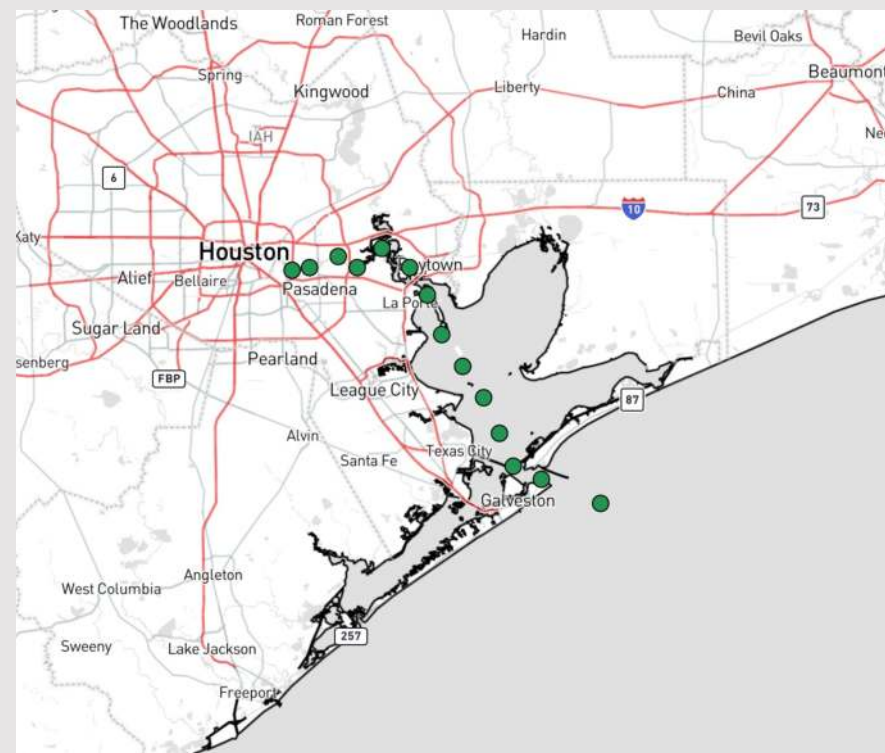 The Woodlands
Roman Forest
Hardin
Bevil Oaks
Spring
Kingwood
Liberty
China
Beaumont
IAH
Ne
6
10
73
Katy
Houston
Baytown
Alief
Bellaire
Pasadena
La Porte
Sugar Land
senberg
Pearland
FBP
League City
87
Alvin
Texas City
Santa Fe
Galveston
Angleton
West Columbia
257
Sweeny
Lake Jackson
Freeport